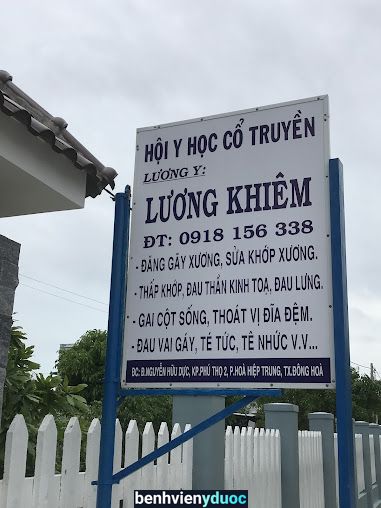 HỘI Y HỌC CỔ TRUYỀN
LƯƠNG Y:
LƯƠNG KHIÊM
ĐT: 0918 156 338
- ĐĂNG GÃY XƯƠNG, SỬA KHỚP XƯƠNG.
- THẤP KHỚP, ĐAU THẦN KINH TOẠ, ĐAU LƯNG.
- GAI CỘT SỐNG, THOÁT VỊ ĐĨA ĐỆM.
- ĐAU VAI GÁY, TÊ TỨC, TÊ NHỨC V.V...
ĐC: Đ.NGUYỄN HỮU DỰC, KP.PHÚ THỌ 2, P.HOÀ HIỆP TRUNG, TX.ĐÔNG HOÀ
benhvienyduoc